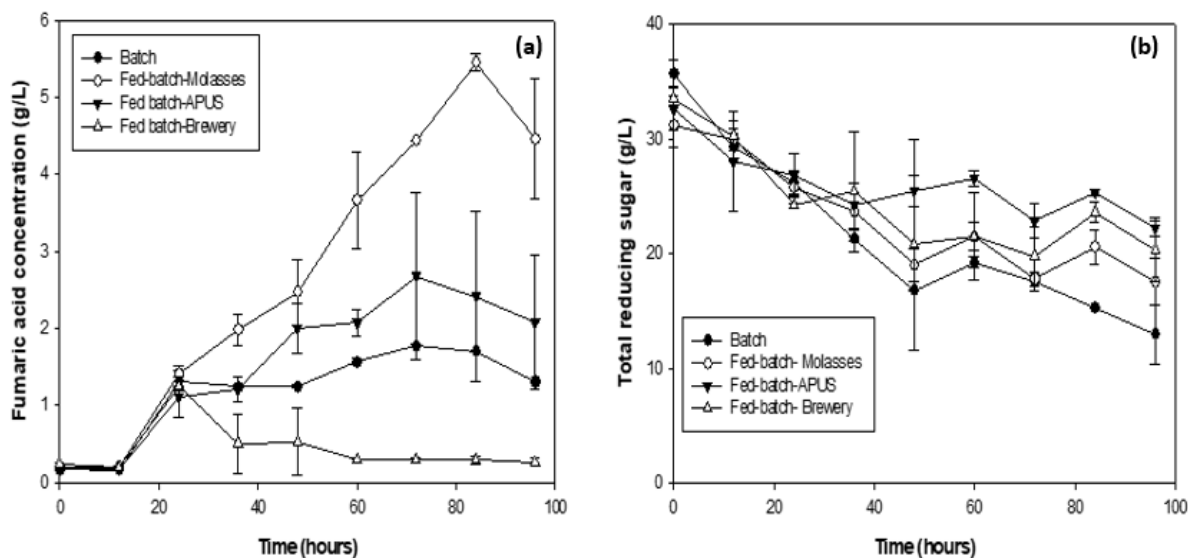 (a)
Fumaric acid concentration (g/L)
6
5
4
3
2
1
0
Batch
Fed-batch-Molasses
Fed batch-APUS
Fed batch-Brewery
0 20 40 60 80 100
Time (hours)
(b)
Total reducing sugar (g/L)
40
30
20
10
0
Batch
Fed-batch- Molasses
Fed-batch-APUS
Fed-batch- Brewery
0 20 40 60 80 100
Time (hours)